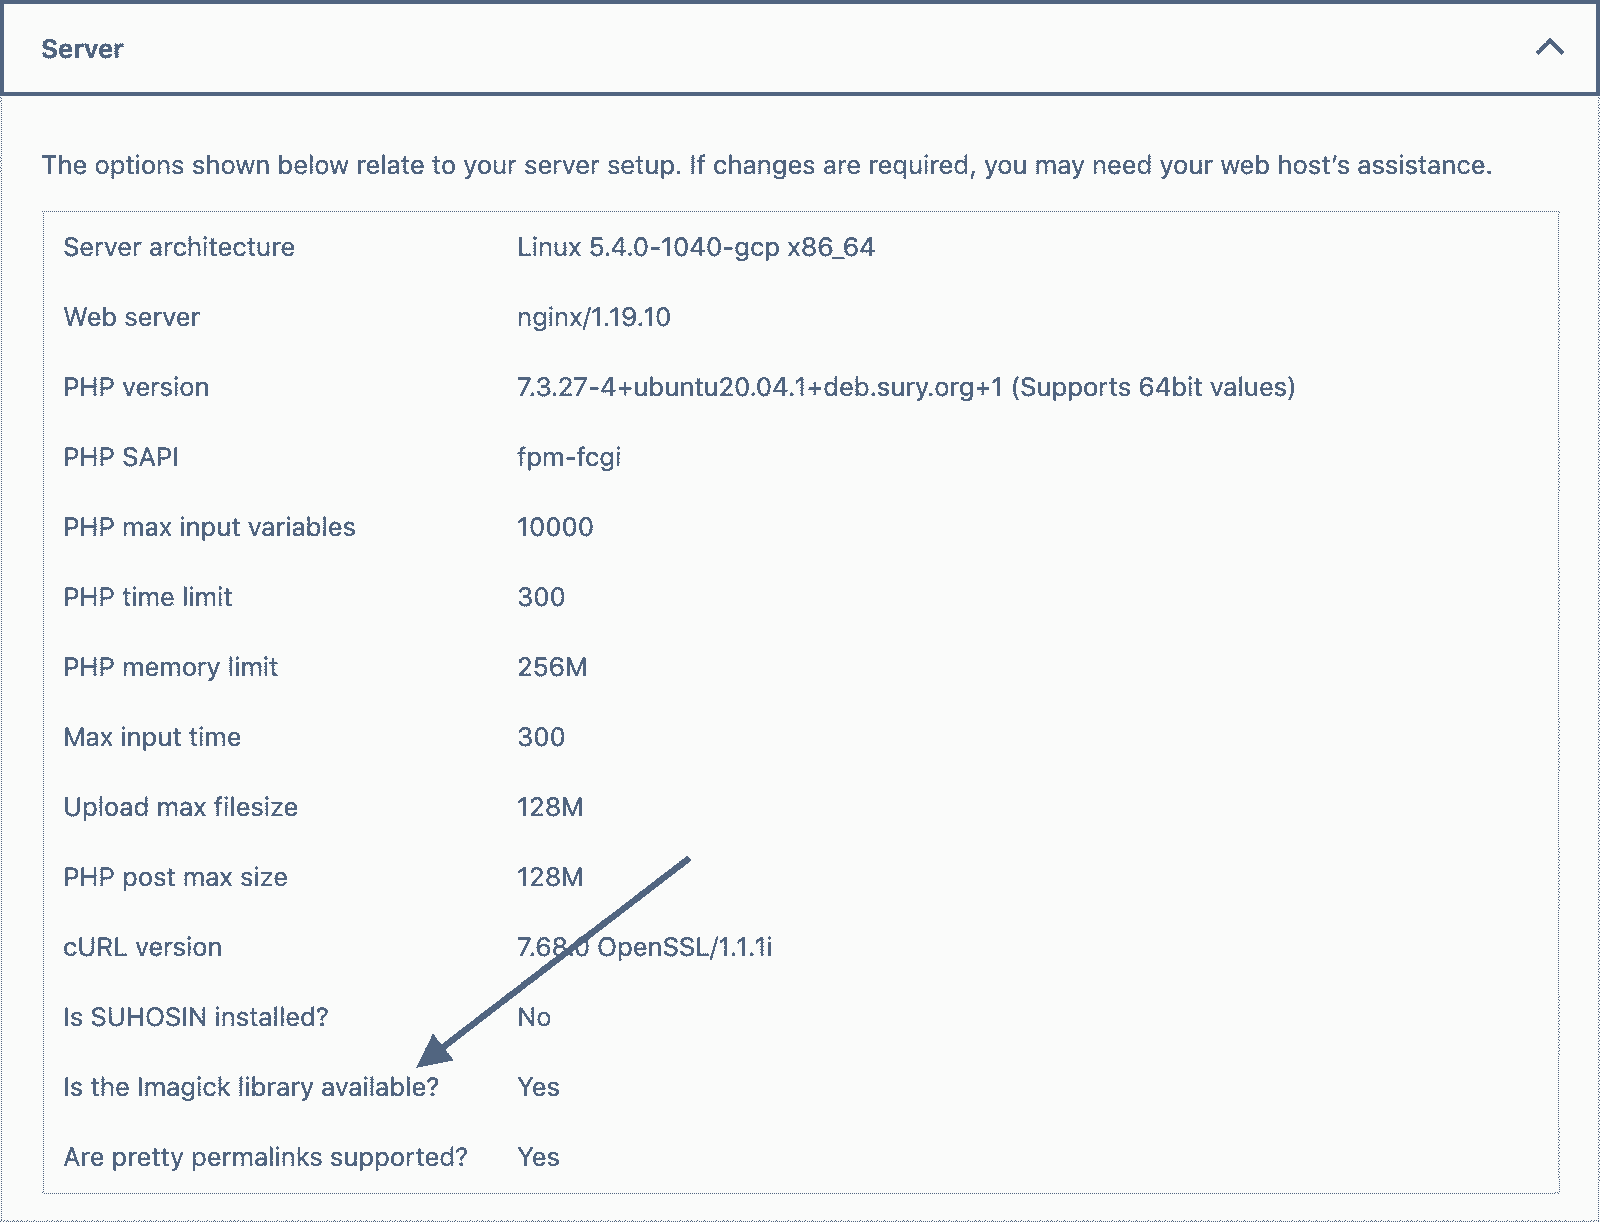 Server
The options shown below relate to your server setup. If changes are required, you may need your web host’s assistance.
Server architecture Linux 5.4.0-1040-gcp x86_64
Web server nginx/1.19.10
PHP version 7.3.27-4+ubuntu20.04.1+deb.sury.org+1 (Supports 64bit values)
PHP SAPI fpm-fcgi
PHP max input variables 10000
PHP time limit 300
PHP memory limit 256M
Max input time 300
Upload max filesize 128M
PHP post max size 128M
cURL version 7.68.0 OpenSSL/1.1.1i
Is SUHOSIN installed? No
Is the Imagick library available? Yes
Are pretty permalinks supported? Yes